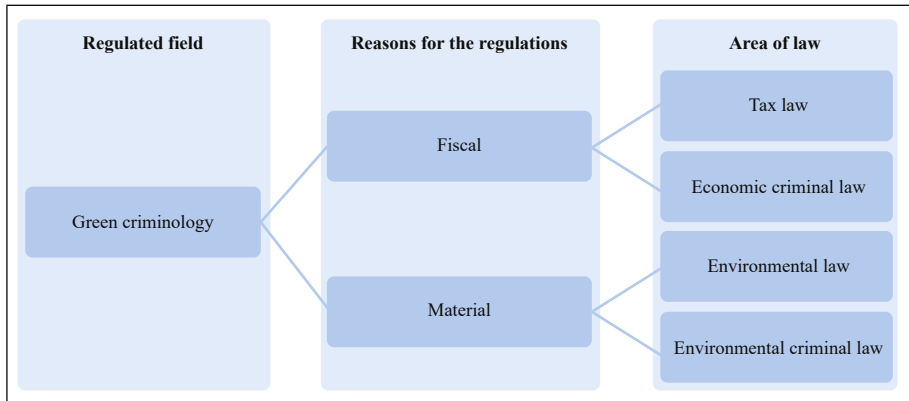 Regulated field
Reasons for the regulations
Area of law
Green criminology
Fiscal
Material
Tax law
Economic criminal law
Environmental law
Environmental criminal law